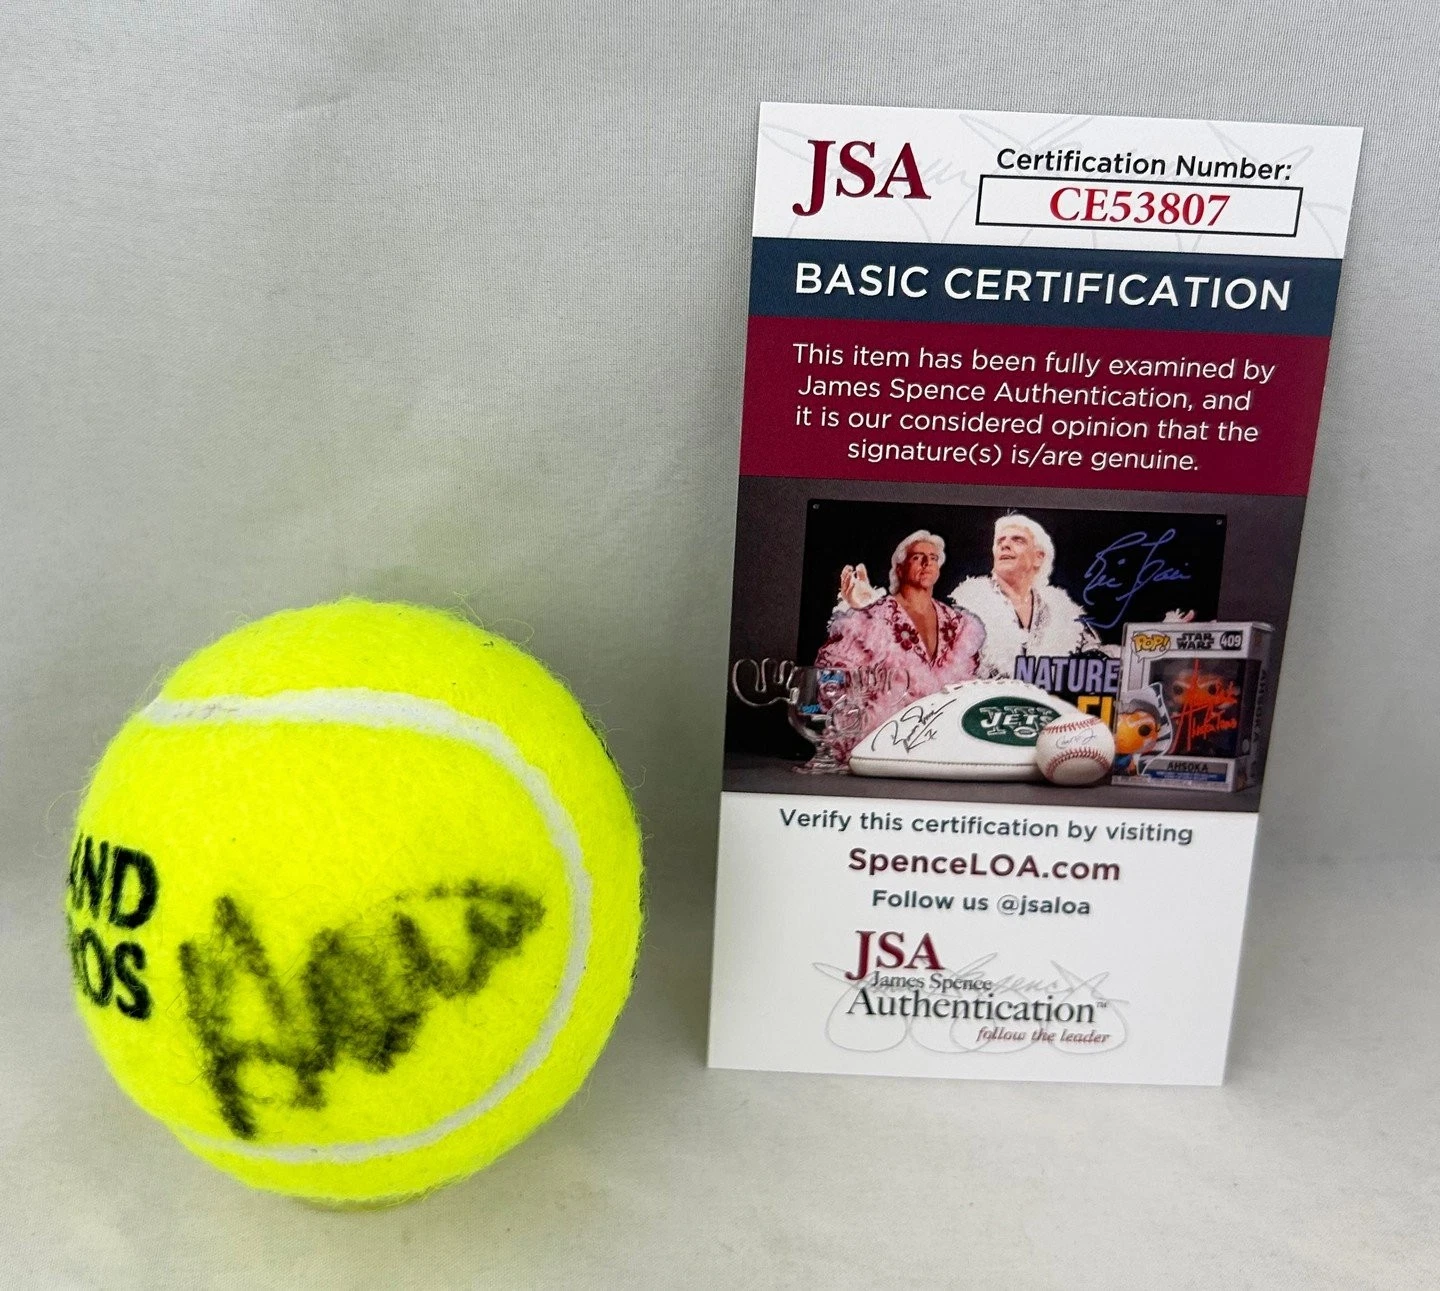 AND
OS
JSA
Certification Number:
CE53807
BASIC CERTIFICATION
This item has been fully examined by
James Spence Authentication, and
it is our considered opinion that the
signature(s) is/are genuine.
NATURE
JETS
POP! STAR WARS 409
AHSOKA
Verify this certification by visiting
SpenceLOA.com
Follow us @jsaloa
JSA
James Spence
Authentication™
follow the leader